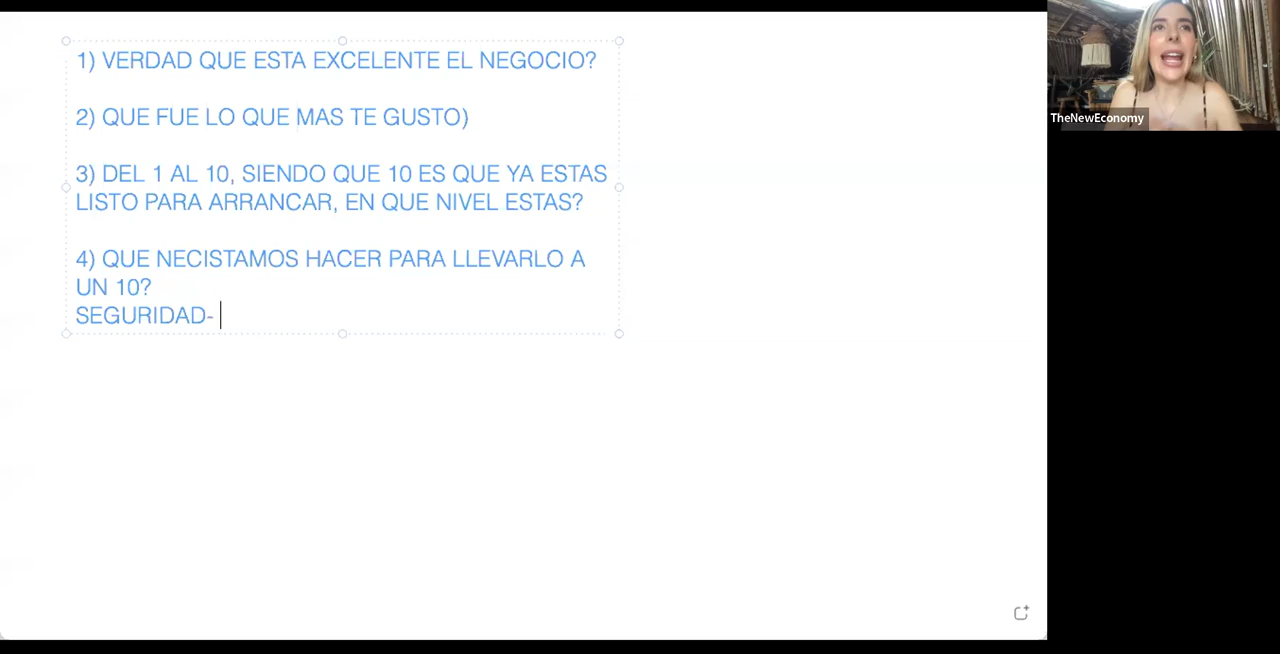 1) VERDAD QUE ESTA EXCELENTE EL NEGOCIO?
2) QUE FUE LO QUE MAS TE GUSTO)
3) DEL 1 AL 10, SIENDO QUE 10 ES QUE YA ESTAS
LISTO PARA ARRANCAR, EN QUE NIVEL ESTAS?
4) QUE NECISTAMOS HACER PARA LLEVARLO A
UN 10?
SEGURIDAD-
TheNewEconomy